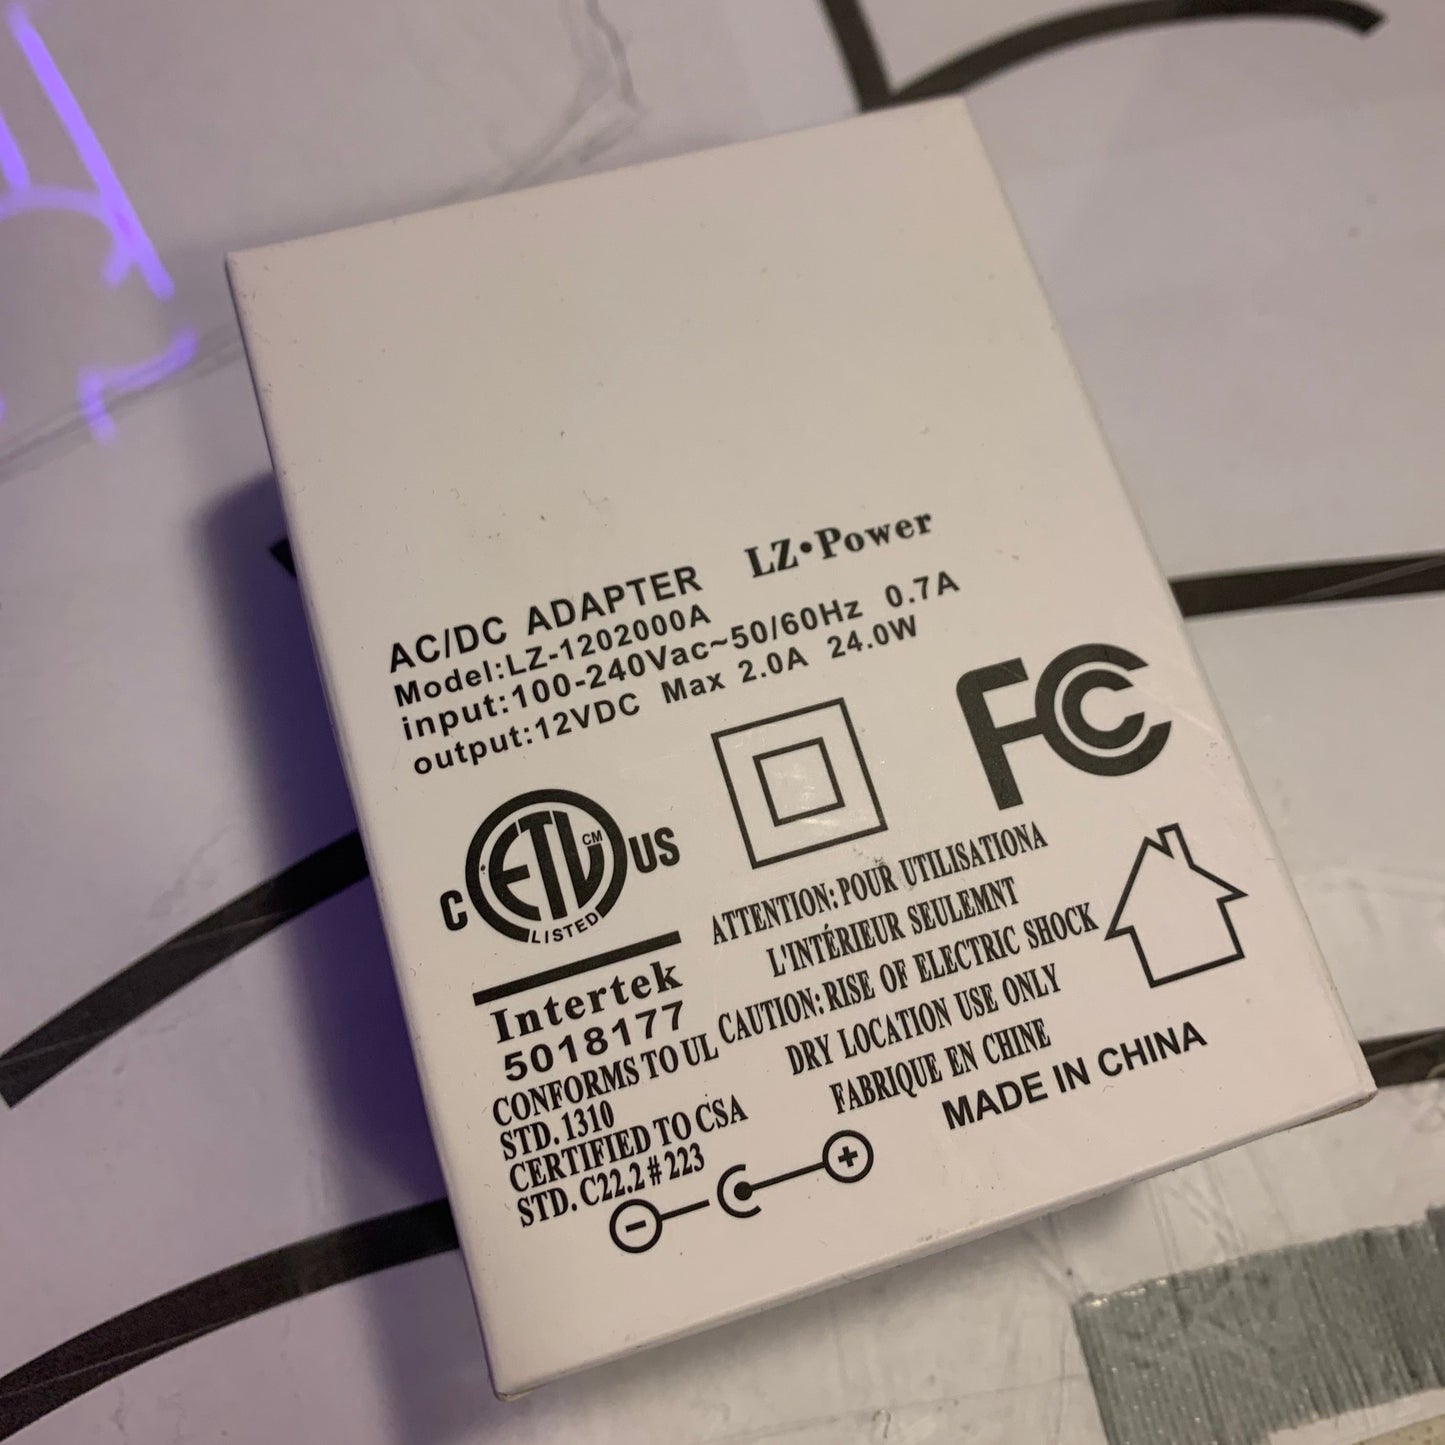 AC/DC ADAPTER LZ•Power
Model:LZ-1202000A
input:100-240Vac~50/60Hz 0.7A
output:12VDC Max 2.0A 24.0W
FC
C ETL CM US
LISTED
Intertek
5018177
CONFORMS TO UL
STD. 1310
CERTIFIED TO CSA
STD. C22.2#223
ATTENTION:POUR UTILISATIONA
L'INTÉRIEUR SEULEMNT
CAUTION:RISE OF ELECTRIC SHOCK
DRY LOCATION USE ONLY
FABRIQUE EN CHINE
MADE IN CHINA